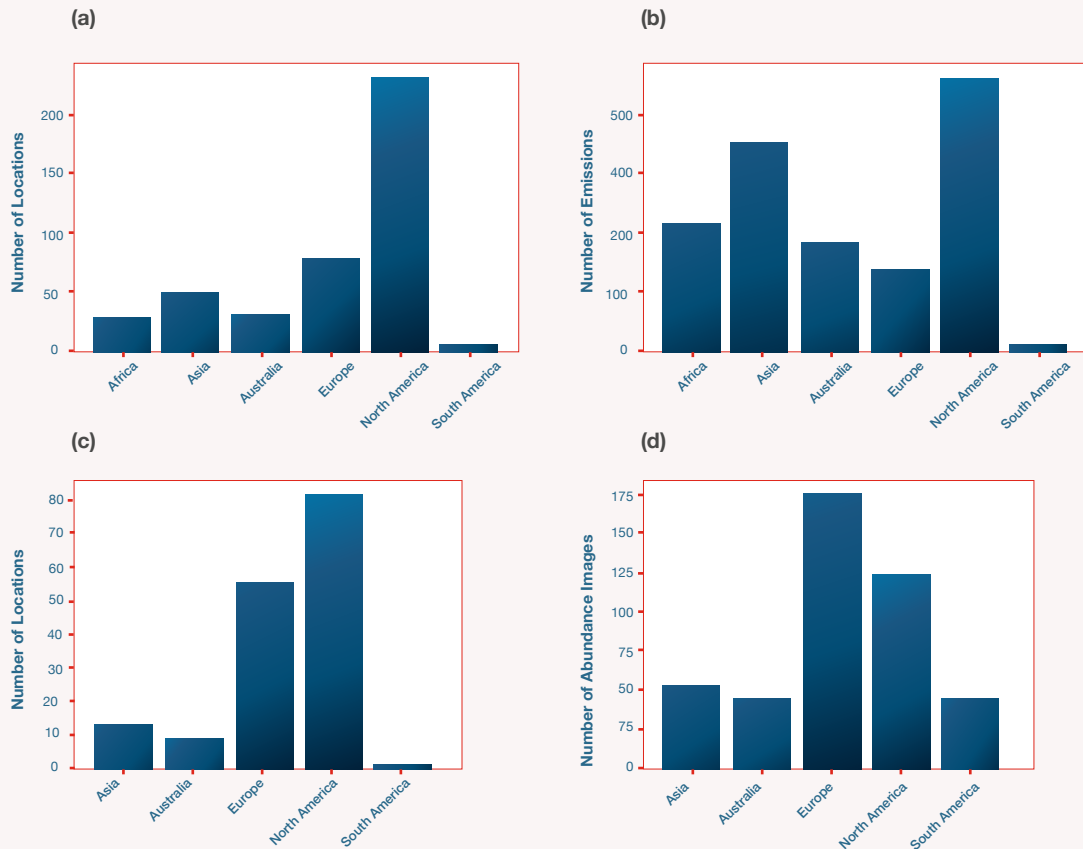 (a)
Number of Locations
200
150
100
50
0
Africa
Asia
Australia
Europe
North America
South America
(b)
Number of Emissions
500
400
200
100
0
Africa
Asia
Australia
Europe
North America
South America
(c)
Number of Locations
80
70
60
50
40
30
20
10
0
Asia
Australia
Europe
North America
South America
(d)
Number of Abundance Images
175
150
125
100
75
50
75
0
Asia
Australia
Europe
North America
South America